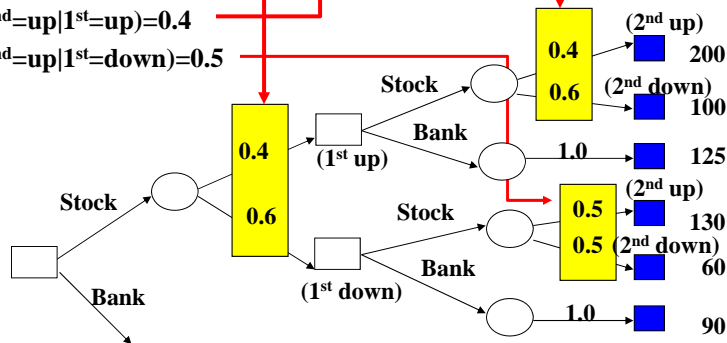 nd=up|1st=up)=0.4
nd=up|1st=down)=0.5
(2nd up)
0.4
200
Stock
0.6
(2nd down)
100
Bank
0.4
(1st up)
1.0
125
(2nd up)
Stock
0.6
Stock
0.5
130
0.5
(2nd down)
Bank
60
(1st down)
Bank
1.0
90